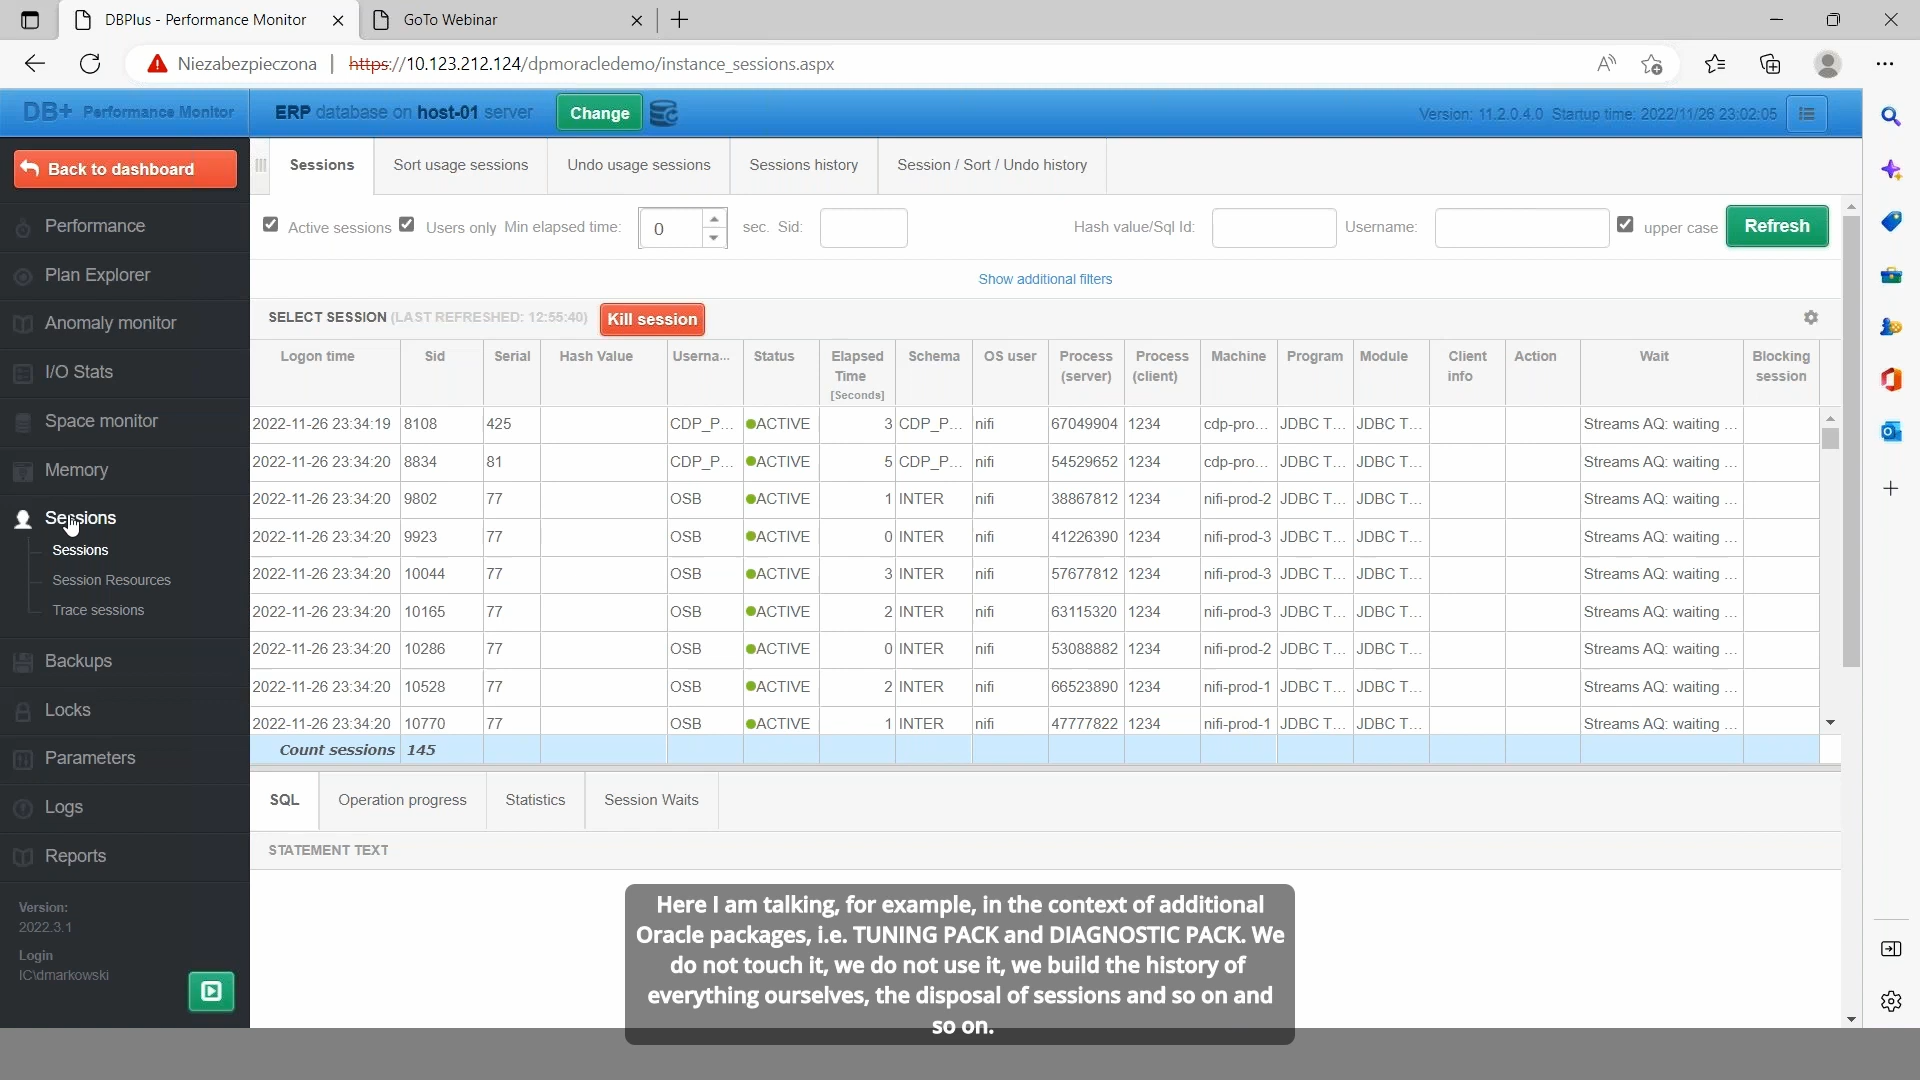 DBPlus - Performance Monitor
GoTo Webinar
Niezabezpieczona
https://10.123.212.124/dpmoracledemo/instance_sessions.aspx
DB+ Performance Monitor
ERP database on host-01 server
Change
Version: 11.2.0.4.0 Startup time: 2022/11/26 23:02:05
Back to dashboard
Performance
Plan Explorer
Anomaly monitor
I/O Stats
Space monitor
Memory
Sessions
Sessions
Session Resources
Trace sessions
Backups
Locks
Parameters
Logs
Reports
Version:
2022.3.1
Login
IC\dmarkowski
Sessions
Sort usage sessions
Undo usage sessions
Sessions history
Session / Sort / Undo history
Active sessions Users only Min elapsed time: 0 sec. Sid: Hash value/Sql Id: Username: upper case Refresh
Show additional filters
SELECT SESSION (LAST REFRESHED: 12:55:40) Kill session
Logon time Sid Serial Hash Value Userna... Status Elapsed Time [Seconds] Schema OS user Process (server) Process (client) Machine Program Module Client info Action Wait Blocking session
2022-11-26 23:34:19 8108 425 CDP_P... ACTIVE 3 CDP_P... nifi 67049904 1234 cdp-pro... JDBC T... JDBC T... Streams AQ: waiting ...
2022-11-26 23:34:20 8834 81 CDP_P... ACTIVE 5 CDP_P... nifi 54529652 1234 cdp-pro... JDBC T... JDBC T... Streams AQ: waiting ...
2022-11-26 23:34:20 9802 77 OSB ACTIVE 1 INTER nifi 38867812 1234 nifi-prod-2 JDBC T... JDBC T... Streams AQ: waiting ...
2022-11-26 23:34:20 9923 77 OSB ACTIVE 0 INTER nifi 41226390 1234 nifi-prod-3 JDBC T... JDBC T... Streams AQ: waiting ...
2022-11-26 23:34:20 10044 77 OSB ACTIVE 3 INTER nifi 57677812 1234 nifi-prod-3 JDBC T... JDBC T... Streams AQ: waiting ...
2022-11-26 23:34:20 10165 77 OSB ACTIVE 2 INTER nifi 63115320 1234 nifi-prod-3 JDBC T... JDBC T... Streams AQ: waiting ...
2022-11-26 23:34:20 10286 77 OSB ACTIVE 0 INTER nifi 53088882 1234 nifi-prod-2 JDBC T... JDBC T... Streams AQ: waiting ...
2022-11-26 23:34:20 10528 77 OSB ACTIVE 2 INTER nifi 66523890 1234 nifi-prod-1 JDBC T... JDBC T... Streams AQ: waiting ...
2022-11-26 23:34:20 10770 77 OSB ACTIVE 1 INTER nifi 47777822 1234 nifi-prod-1 JDBC T... JDBC T... Streams AQ: waiting ...
Count sessions 145
SQL
Operation progress
Statistics
Session Waits
STATEMENT TEXT
Here I am talking, for example, in the context of additional
Oracle packages, i.e. TUNING PACK and DIAGNOSTIC PACK. We
do not touch it, we do not use it, we build the history of
everything ourselves, the disposal of sessions and so on and
so on.